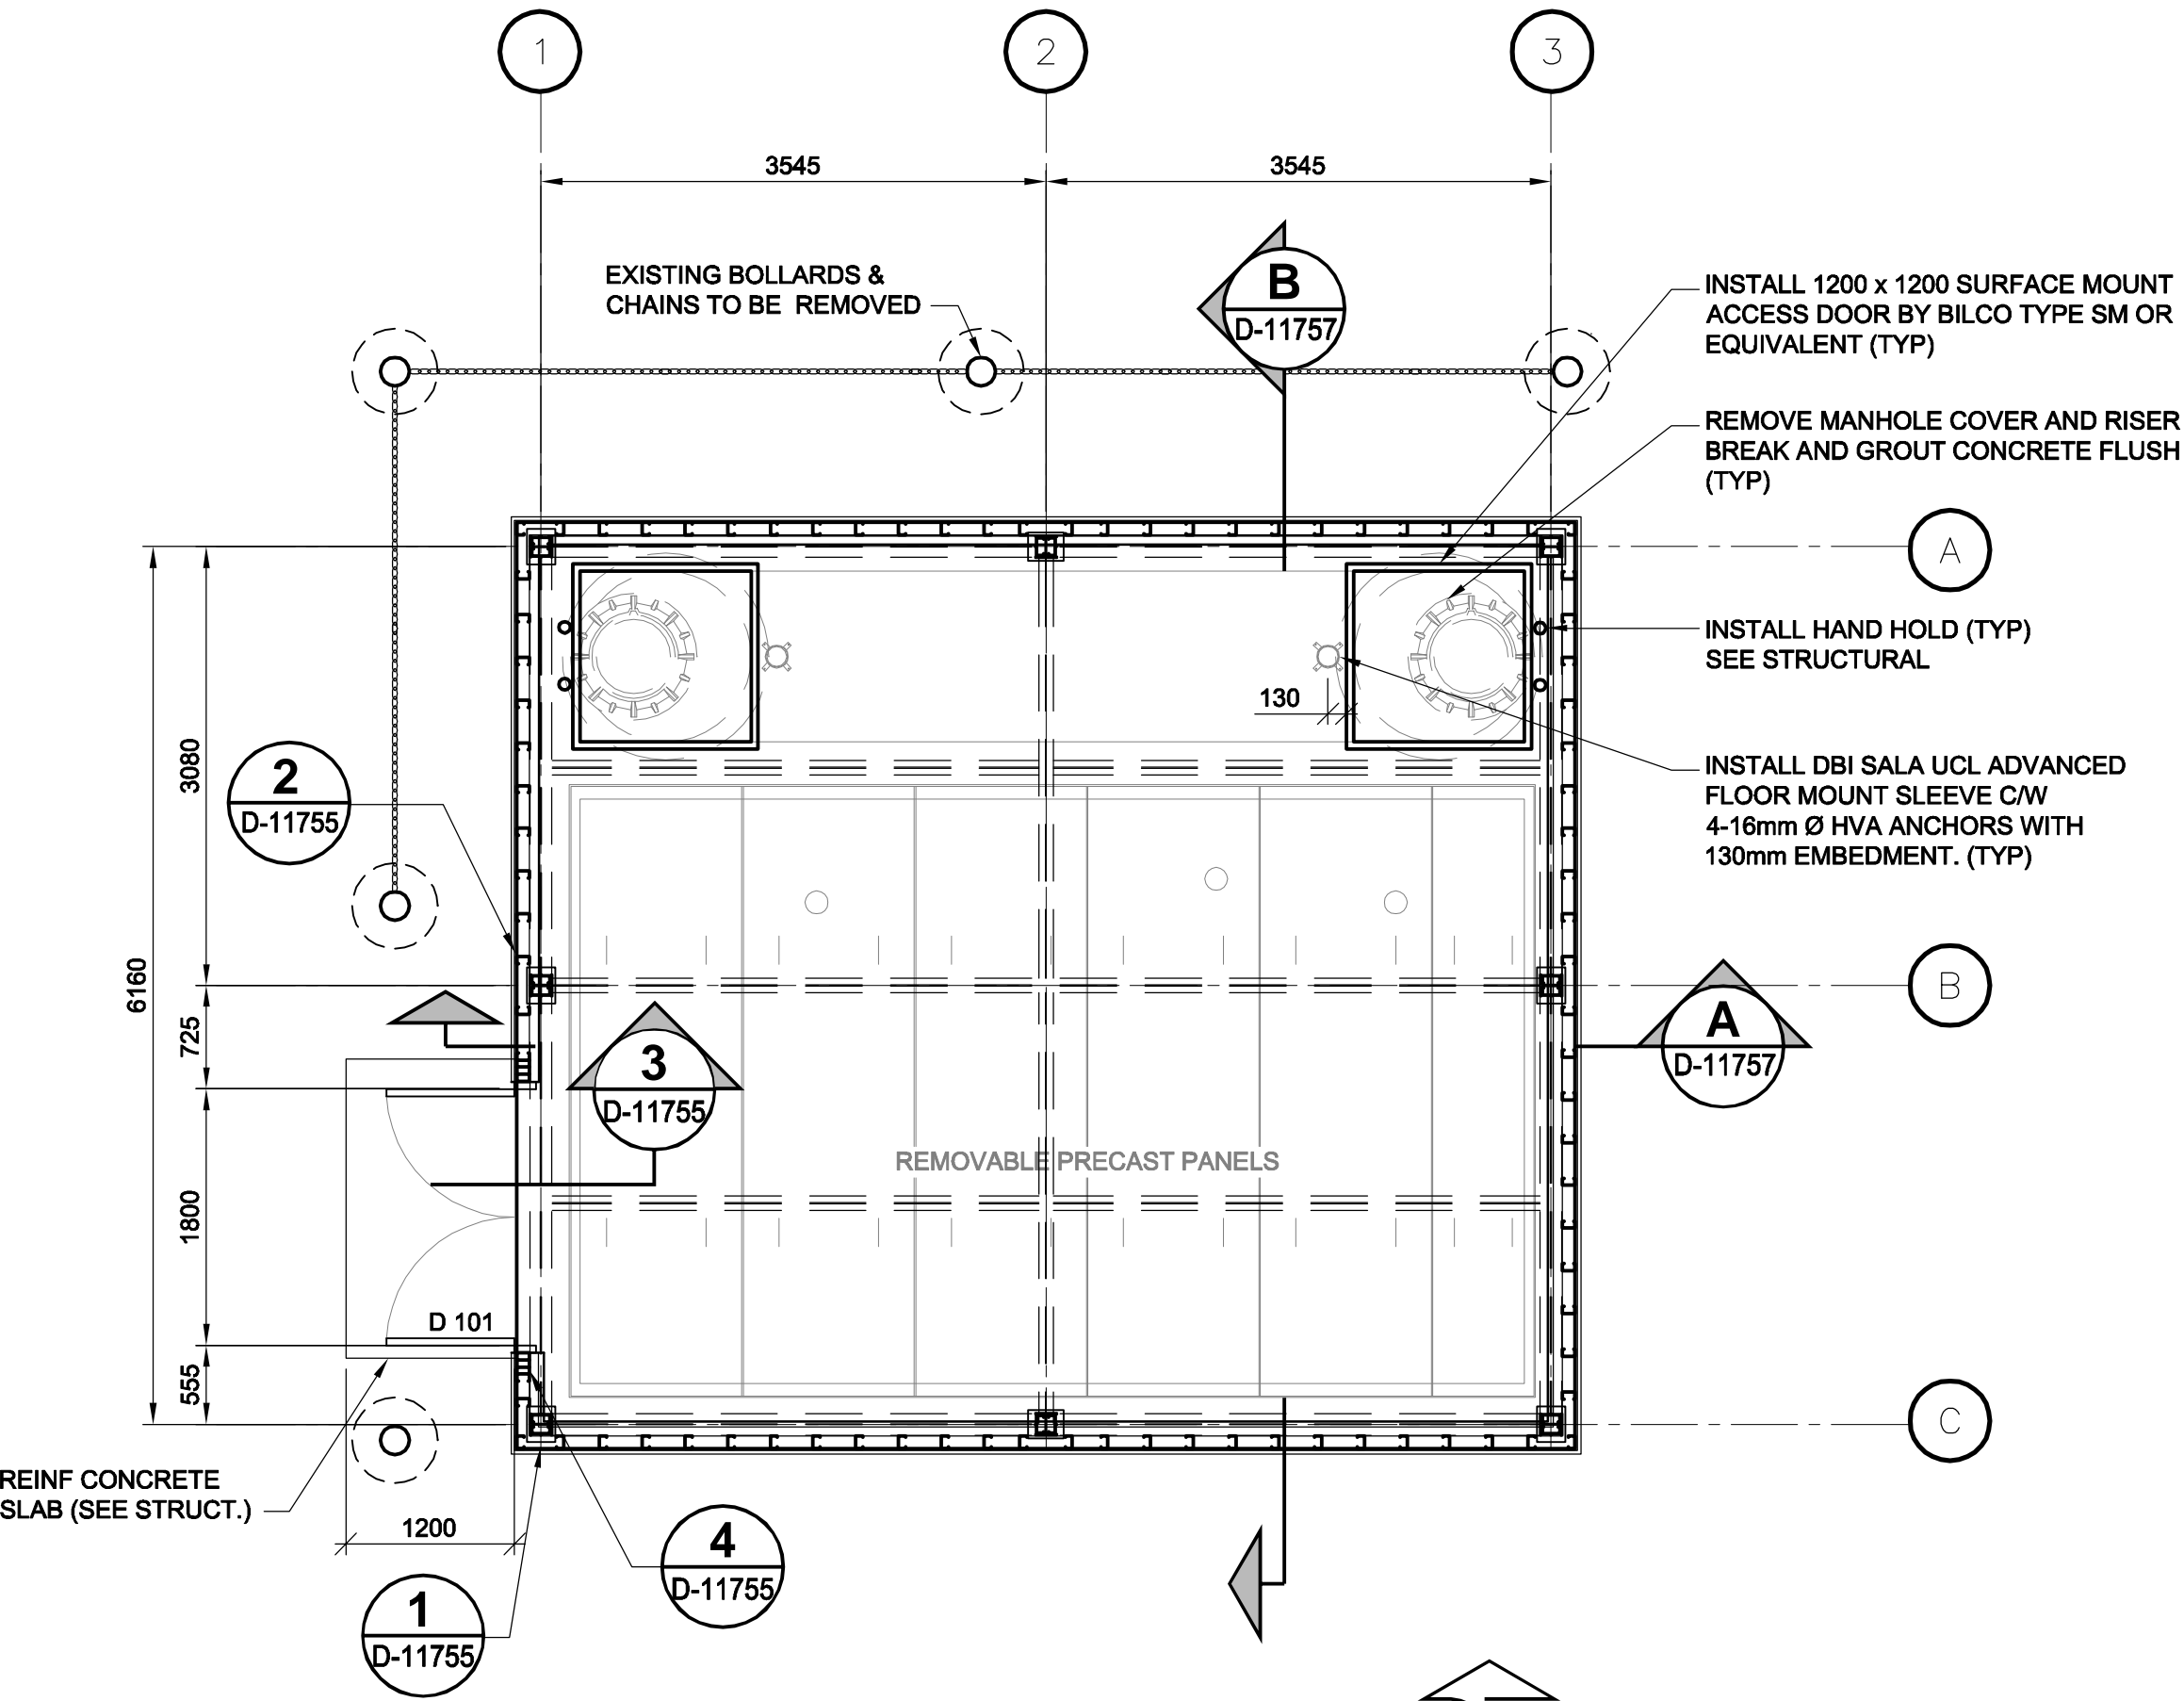 1
2
3
3545
3545
EXISTING BOLLARDS &
CHAINS TO BE REMOVED
B
D-11757
INSTALL 1200 x 1200 SURFACE MOUNT
ACCESS DOOR BY BILCO TYPE SM OR
EQUIVALENT (TYP)
REMOVE MANHOLE COVER AND RISER
BREAK AND GROUT CONCRETE FLUSH
(TYP)
A
INSTALL HAND HOLD (TYP)
SEE STRUCTURAL
130
INSTALL DBI SALA UCL ADVANCED
FLOOR MOUNT SLEEVE C/W
4-16mm Ø HVA ANCHORS WITH
130mm EMBEDMENT. (TYP)
3080
2
D-11755
6160
B
725
3
D-11755
A
D-11757
REMOVABLE PRECAST PANELS
1800
D 101
555
C
REINF CONCRETE
SLAB (SEE STRUCT.)
1200
4
D-11755
1
D-11755